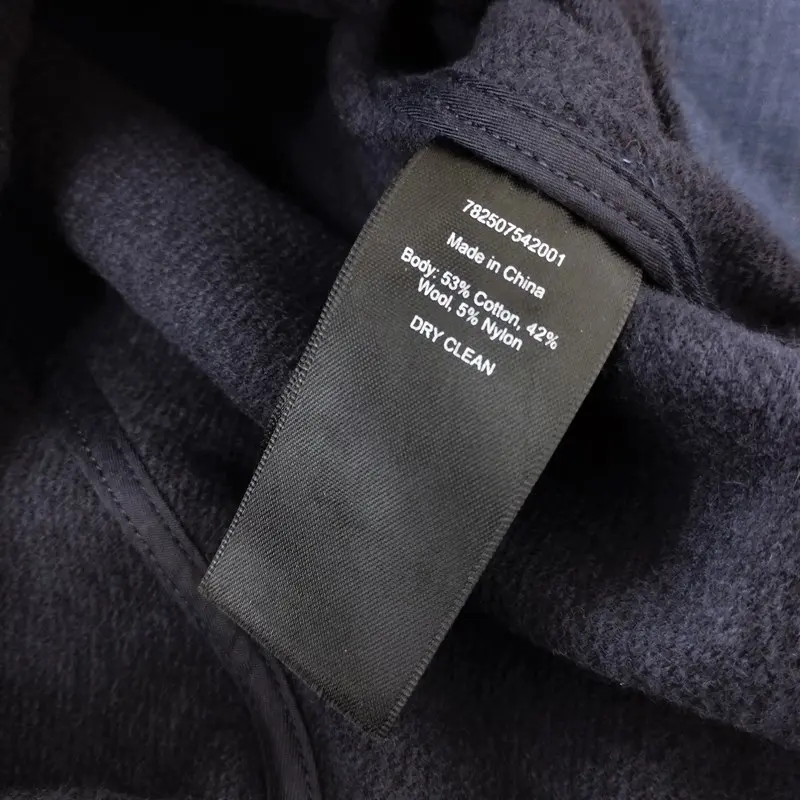 782507542001
Made in China
Body: 53% Cotton, 42%
Wool, 5% Nylon
DRY CLEAN